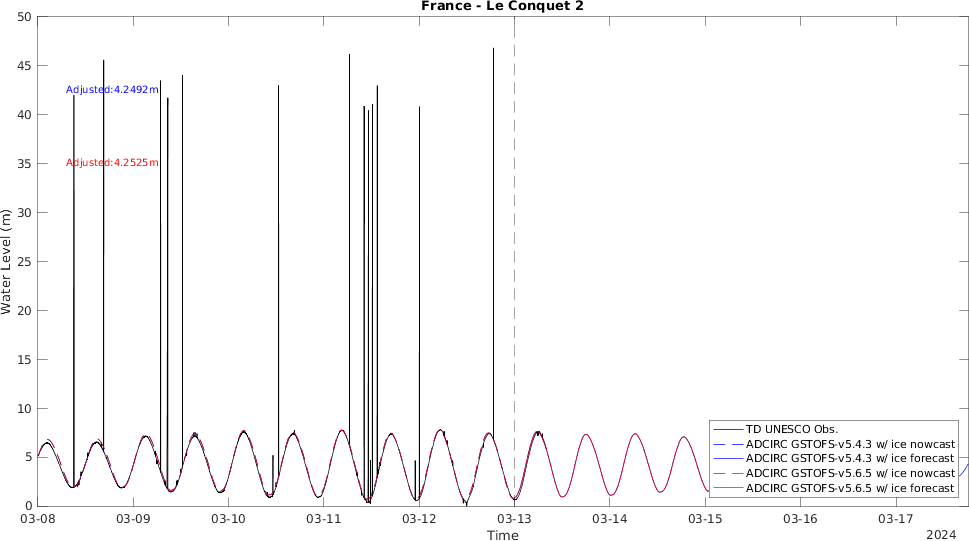 France - Le Conquet 2
50
45
40
35
30
25
20
15
10
5
0
Water Level (m)
Adjusted:4.2492m
Adjusted:4.2525m
TD UNESCO Obs.
ADCIRC GSTOFS-v5.4.3 w/ ice nowcast
ADCIRC GSTOFS-v5.4.3 w/ ice forecast
ADCIRC GSTOFS-v5.6.5 w/ ice nowcast
ADCIRC GSTOFS-v5.6.5 w/ ice forecast
03-08 03-09 03-10 03-11 03-12 03-13 03-14 03-15 03-16 03-17
Time
2024